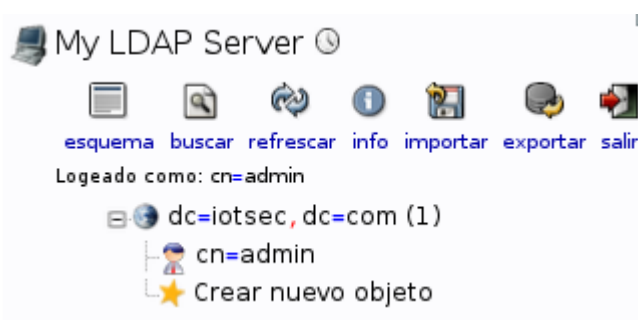 My LDAP Server
esquema buscar refrescar info importar exportar salir
Logeado como: cn=admin
dc=iotsec,dc=com (1)
cn=admin
Crear nuevo objeto